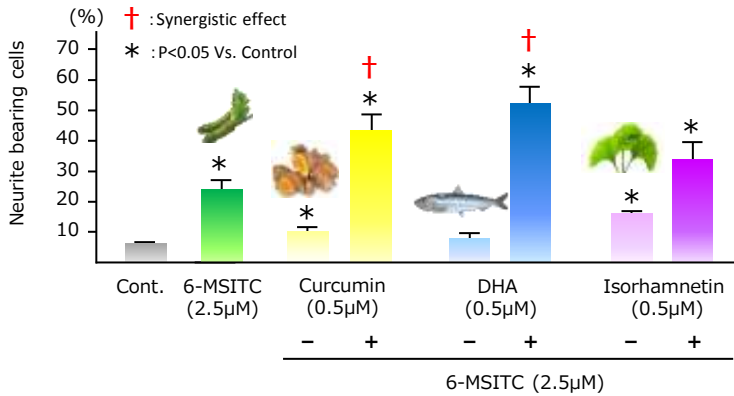 (%)
† : Synergistic effect
* : P<0.05 Vs. Control
Neurite bearing cells
70
60
50
40
30
20
10
†
†
*
*
*
*
*
*
Cont.
6-MSITC
(2.5μM)
Curcumin
(0.5μM)
DHA
(0.5μM)
Isorhamnetin
(0.5μM)
− + − + − +
6-MSITC (2.5μM)